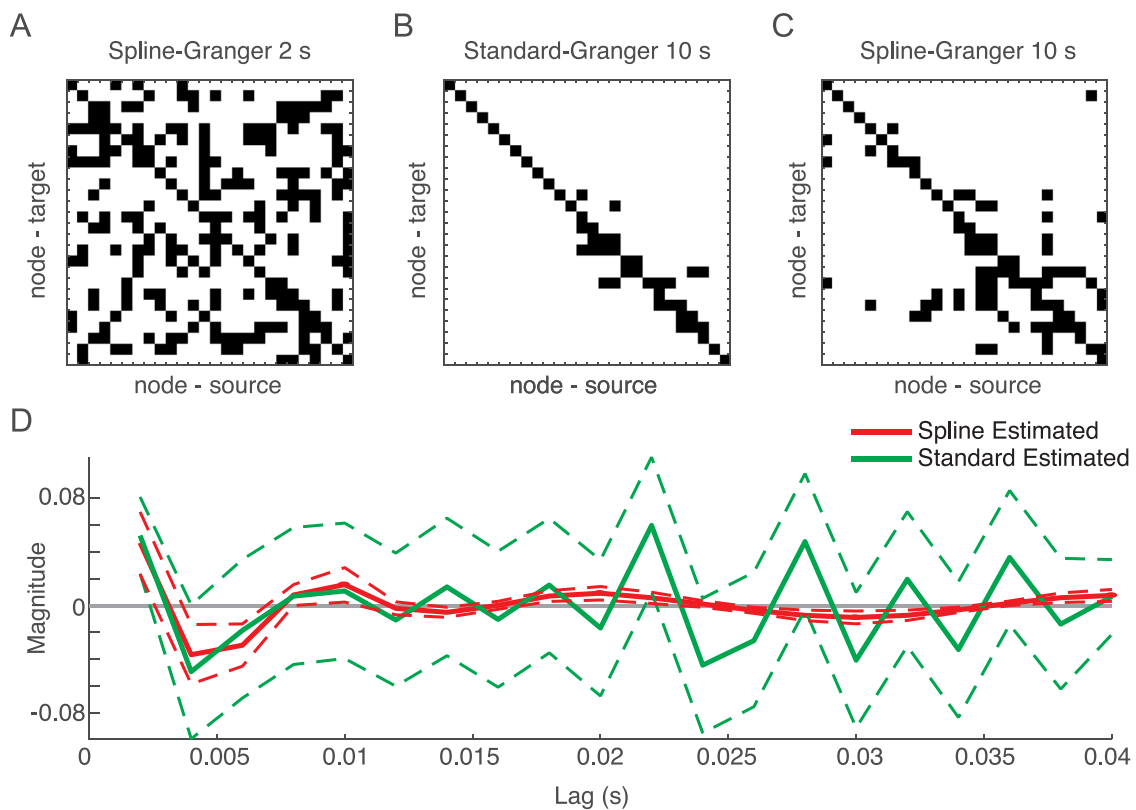 A
Spline-Granger 2 s
node - target
node - source
B
Standard-Granger 10 s
node - target
node - source
C
Spline-Granger 10 s
node - target
node - source
D
Spline Estimated
Standard Estimated
Magnitude
0.08
0
-0.08
0 0.005 0.01 0.015 0.02 0.025 0.03 0.035 0.04
Lag (s)